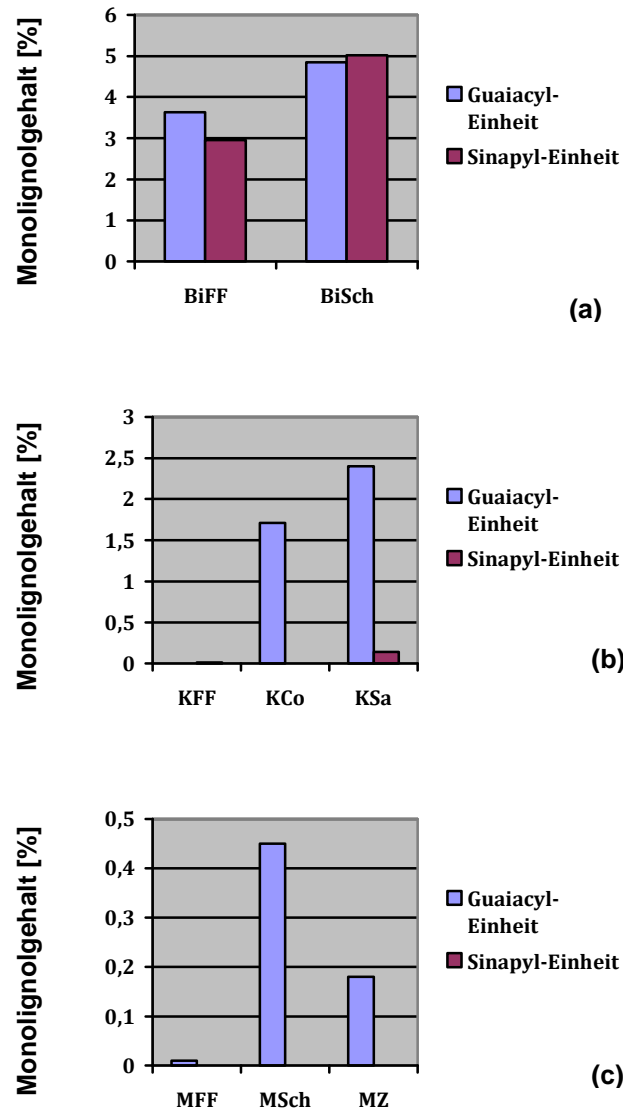 Monolignolgehalt [%]
6
5
4
3
2
1
0
BiFF BiSch
Guaiacyl-
Einheit
Sinapyl-Einheit
(a)
Monolignolgehalt [%]
3
2,5
2
1,5
1
0,5
0
KFF KCo KSa
Guaiacyl-
Einheit
Sinapyl-Einheit
(b)
Monolignolgehalt [%]
0,5
0,4
0,3
0,2
0,1
0
MFF MSch MZ
Guaiacyl-
Einheit
Sinapyl-Einheit
(c)